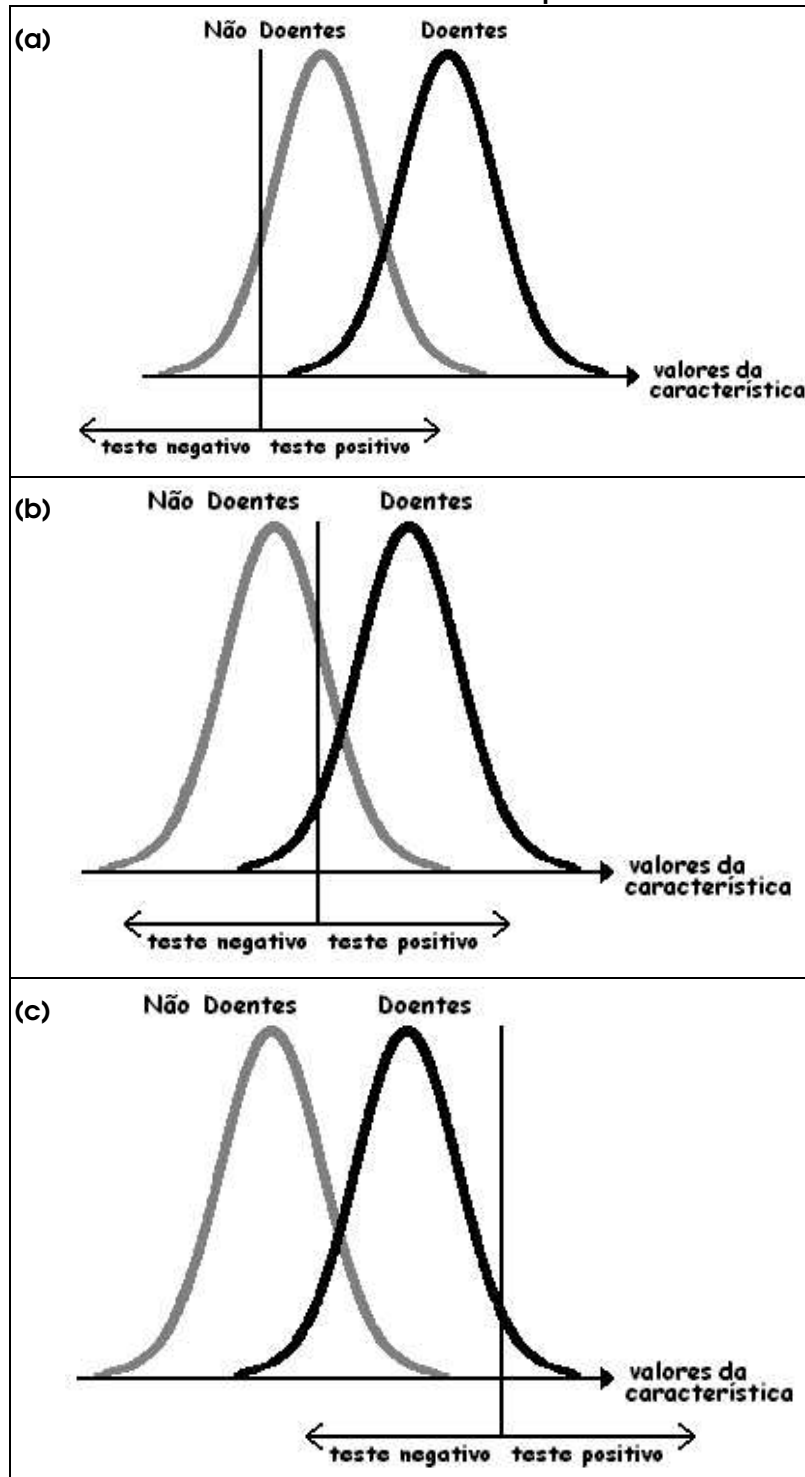 (a)
Não Doentes Doentes
valores da
característica
teste negativo teste positivo
(b)
Não Doentes Doentes
valores da
característica
teste negativo teste positivo
(c)
Não Doentes Doentes
valores da
característica
teste negativo teste positivo